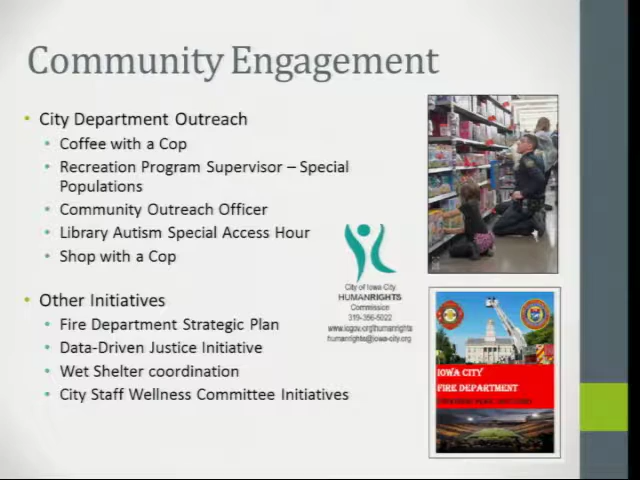 Community Engagement
• City Department Outreach
• Coffee with a Cop
• Recreation Program Supervisor – Special
Populations
• Community Outreach Officer
• Library Autism Special Access Hour
• Shop with a Cop
• Other Initiatives
• Fire Department Strategic Plan
• Data-Driven Justice Initiative
• Wet Shelter coordination
• City Staff Wellness Committee Initiatives
City of Iowa City
HUMANRIGHTS
Commission
319-356-5022
www.icgov.org/humanrights
humanrights@iowa-city.org
IOWA CITY
FIRE DEPARTMENT